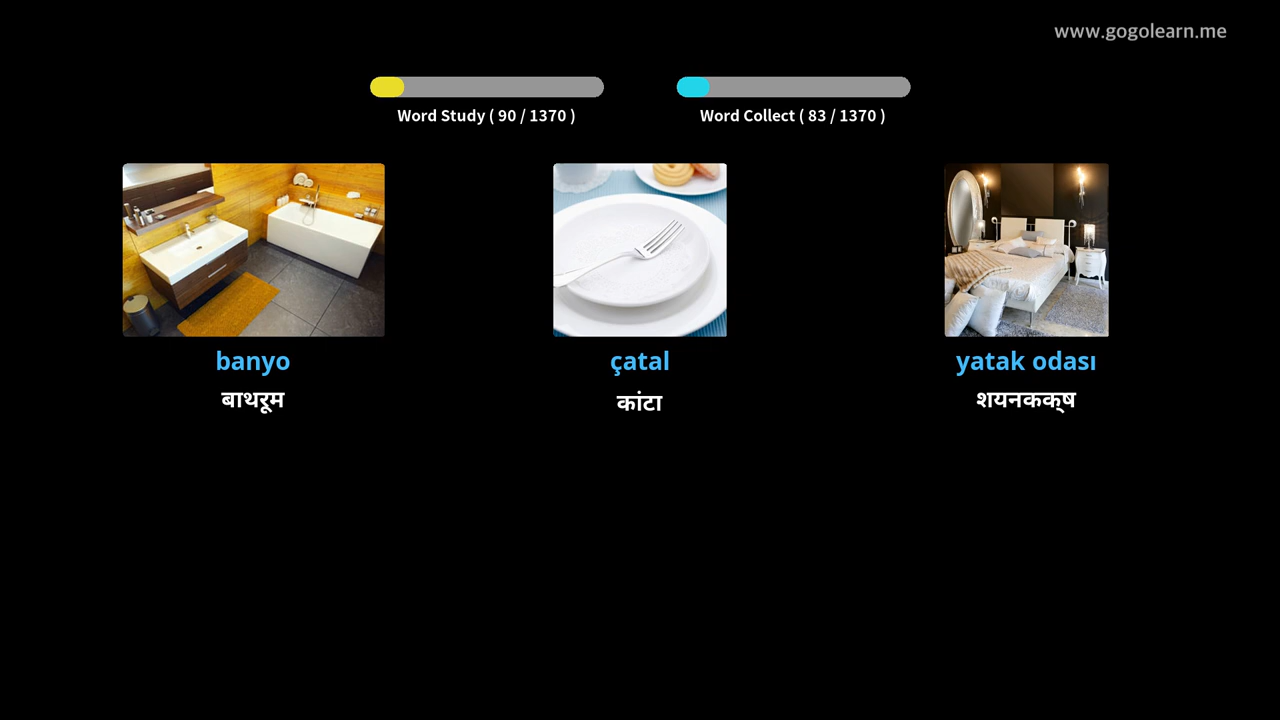 www.gogolearn.me
Word Study ( 90 / 1370 )
Word Collect ( 83 / 1370 )
banyo
çatal
yatak odası
बाथरूम
कांटा
शयनकक्ष